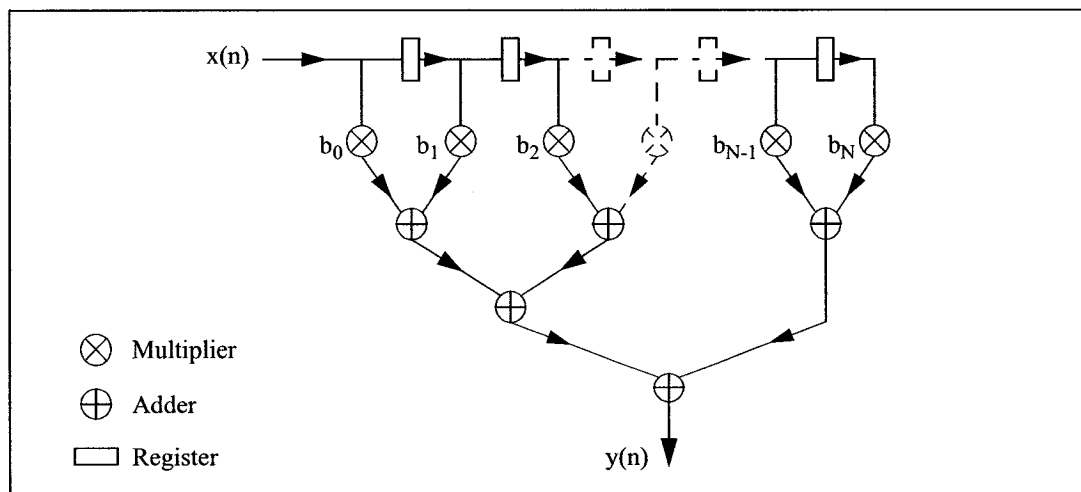 x(n)
b0 b1 b2 bN-1 bN
Multiplier
Adder
Register
y(n)